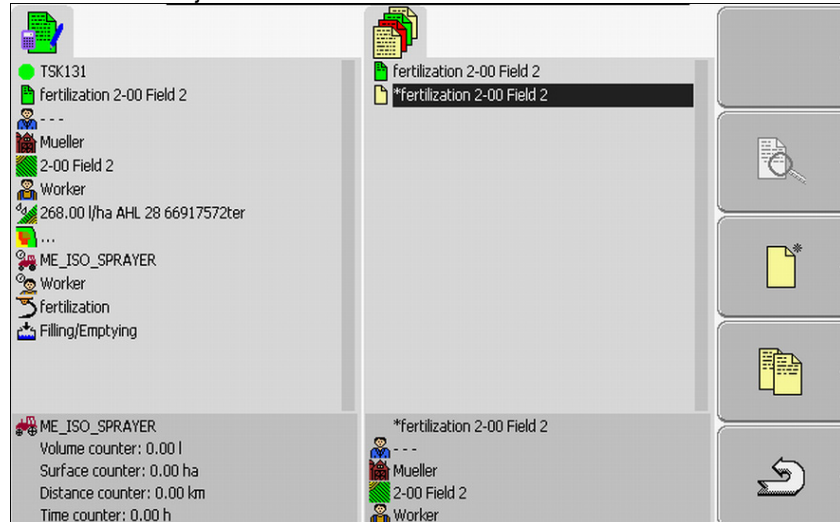 TSK131
fertilization 2-00 Field 2
---
Mueller
2-00 Field 2
Worker
268.00 l/ha AHL 28 66917572ter
...
ME_ISO_SPRAYER
Worker
fertilization
Filling/Emptying
ME_ISO_SPRAYER
Volume counter: 0.00 l
Surface counter: 0.00 ha
Distance counter: 0.00 km
Time counter: 0.00 h
fertilization 2-00 Field 2
*fertilization 2-00 Field 2
*fertilization 2-00 Field 2
---
Mueller
2-00 Field 2
Worker